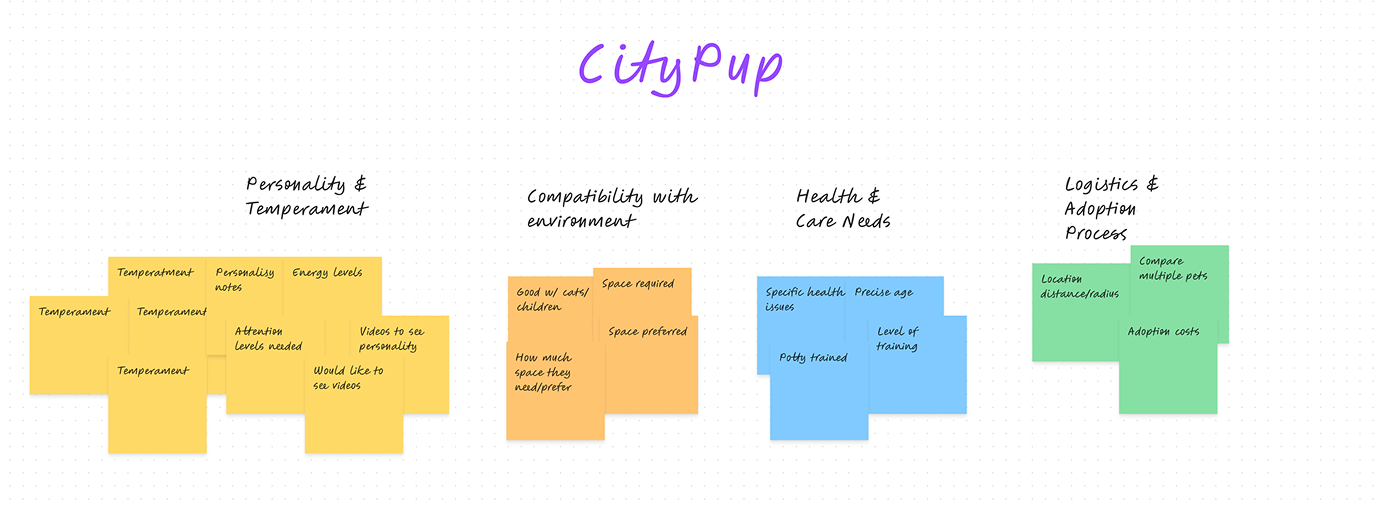 CityPup
Personality &
Temperament
Temperatment
Personalisy
notes
Energy levels
Temperament
Temperament
Attention
levels needed
Videos to see
personality
Temperament
Would like to
see videos
Compatibility with
environment
Good w/ cats/
children
Space required
Space preferred
How much
space they
need/prefer
Health &
Care Needs
Specific health
issues
Precise age
Level of
training
Potty trained
Logistics &
Adoption
Process
Location
distance/radius
Compare
multiple pets
Adoption costs